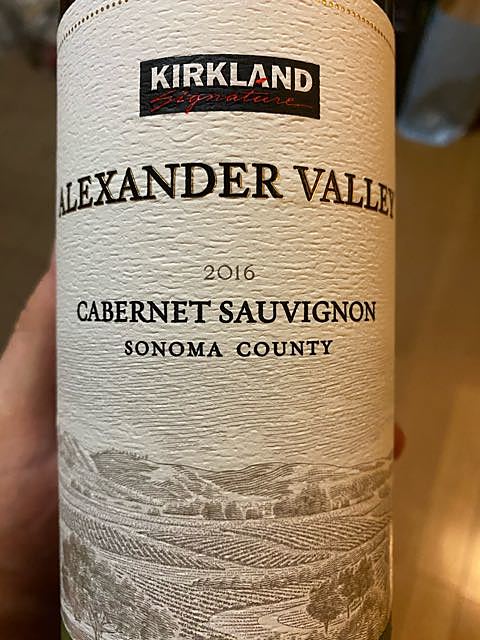 KIRKLAND
Signature
ALEXANDER VALLEY
2016
CABERNET SAUVIGNON
SONOMA COUNTY